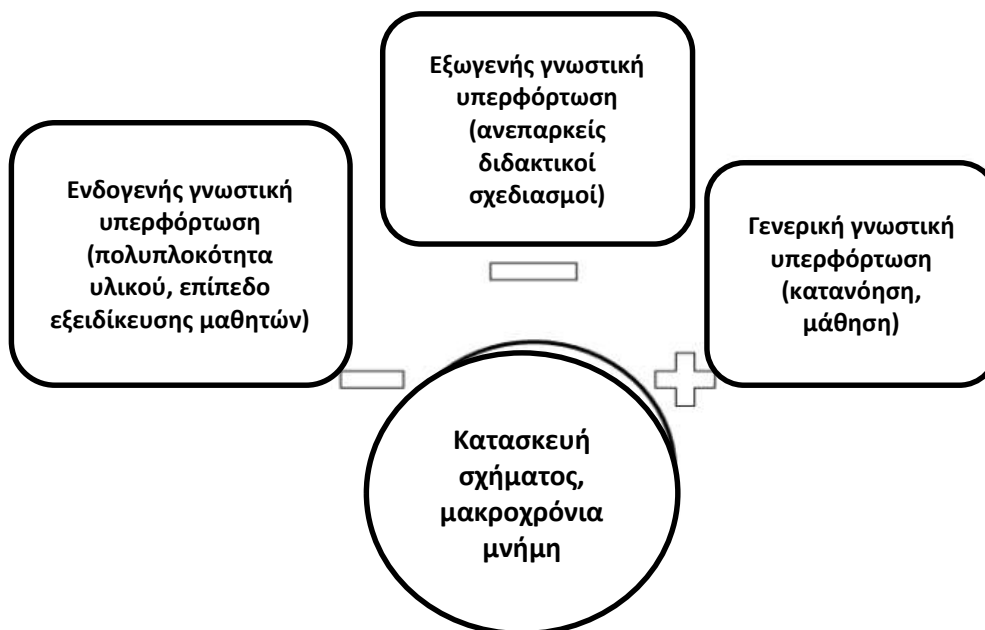 Εξωγενής γνωστική
υπερφόρτωση
(ανεπαρκείς
διδακτικοί
σχεδιασμοί)
Ενδογενής γνωστική
υπερφόρτωση
(πολυπλοκότητα
υλικού, επίπεδο
εξειδίκευσης μαθητών)
Γενερική γνωστική
υπερφόρτωση
(κατανόηση,
μάθηση)
Κατασκευή
σχήματος,
μακροχρόνια
μνήμη